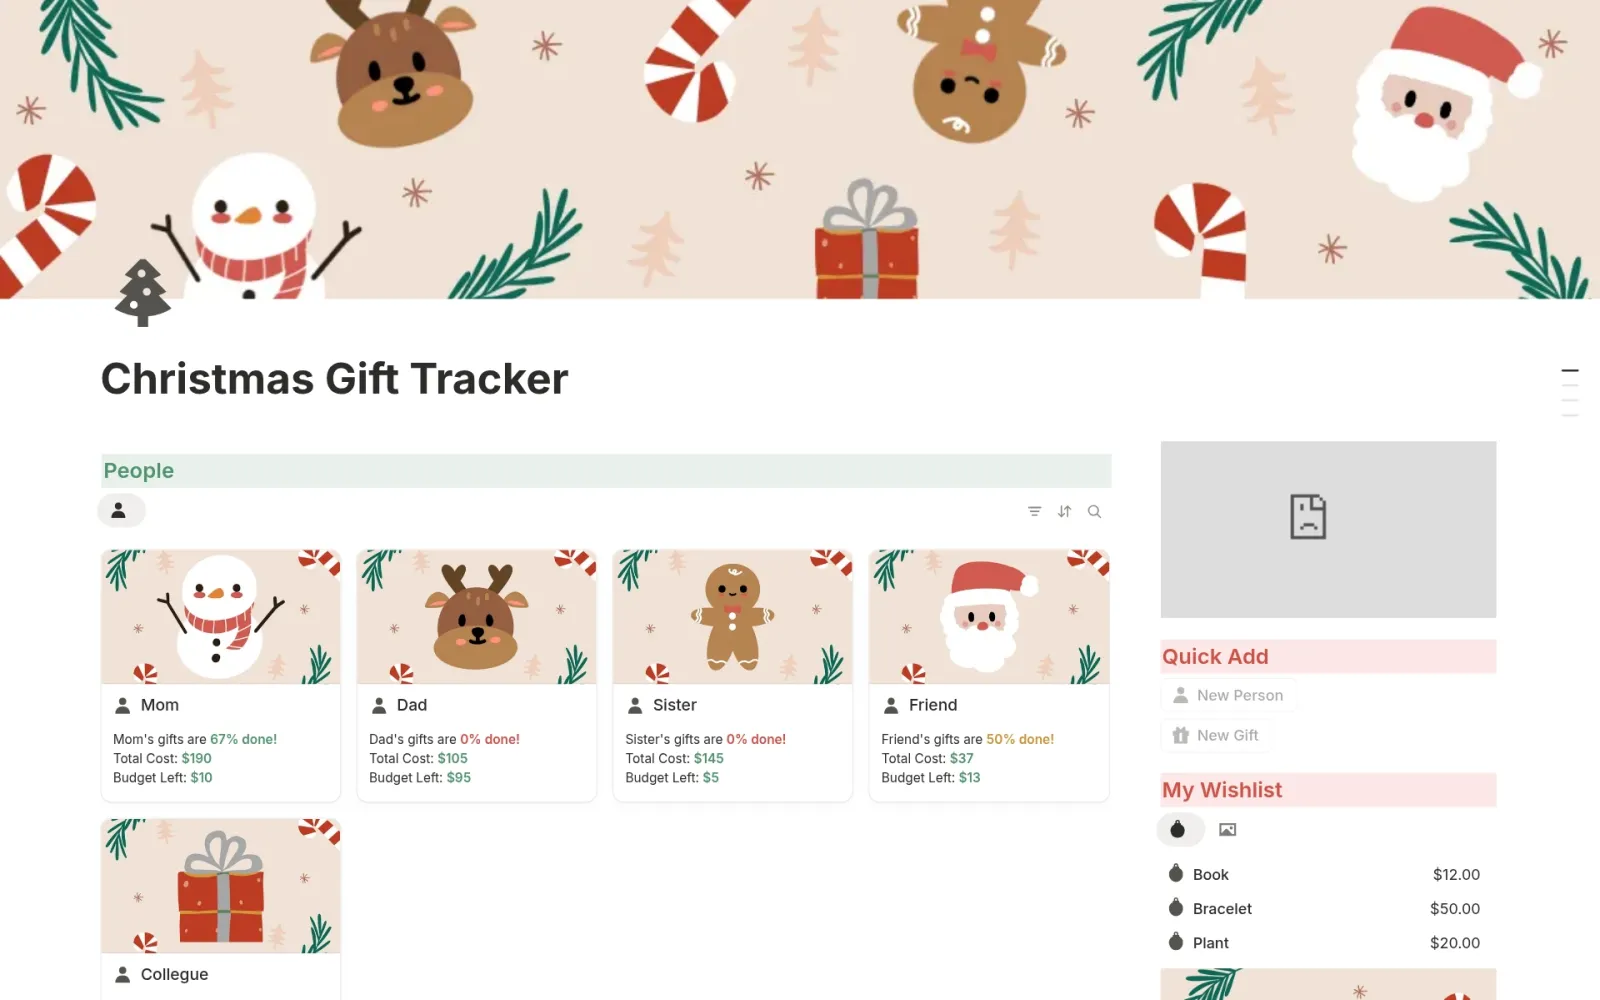 Christmas Gift Tracker
People
Mom
Mom's gifts are 67% done!
Total Cost: $190
Budget Left: $10
Dad
Dad's gifts are 0% done!
Total Cost: $105
Budget Left: $95
Sister
Sister's gifts are 0% done!
Total Cost: $145
Budget Left: $5
Friend
Friend's gifts are 50% done!
Total Cost: $37
Budget Left: $13
Collegue
Quick Add
New Person
New Gift
My Wishlist
Book $12.00
Bracelet $50.00
Plant $20.00